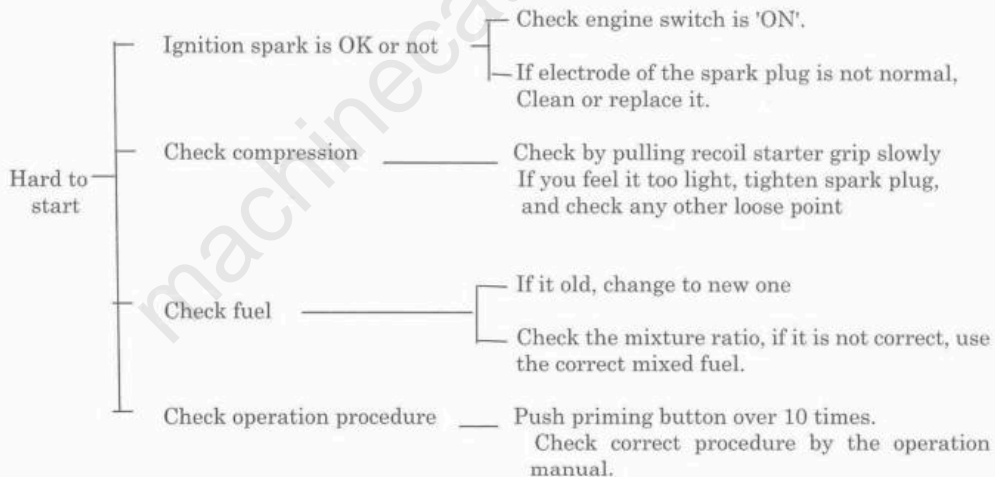 Hard to
start
Ignition spark is OK or not
Check engine switch is 'ON'.
If electrode of the spark plug is not normal,
Clean or replace it.
Check compression
Check by pulling recoil starter grip slowly
If you feel it too light, tighten spark plug,
and check any other loose point
Check fuel
If it old, change to new one
Check the mixture ratio, if it is not correct, use
the correct mixed fuel.
Check operation procedure
Push priming button over 10 times.
Check correct procedure by the operation
manual.